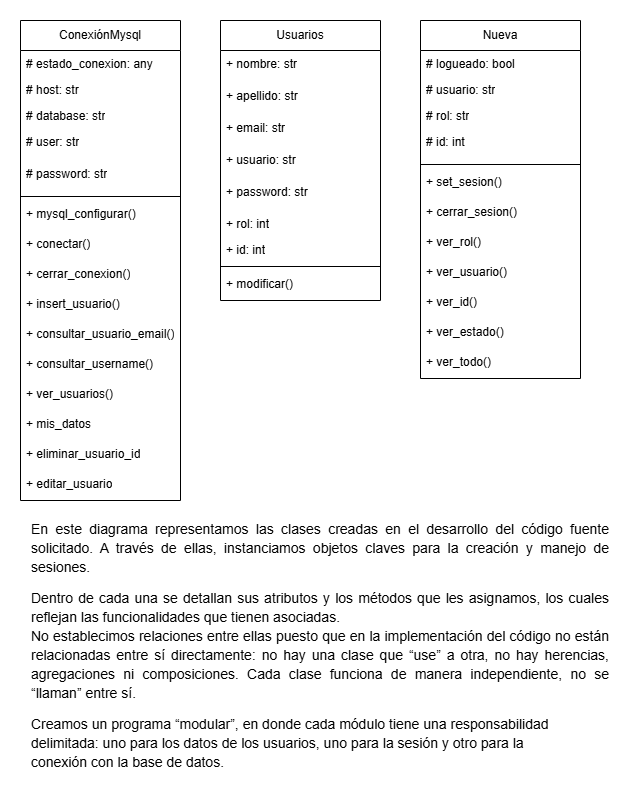 ConexiónMysql
# estado_conexion: any
# host: str
# database: str
# user: str
# password: str
+ mysql_configurar()
+ conectar()
+ cerrar_conexion()
+ insert_usuario()
+ consultar_usuario_email()
+ consultar_username()
+ ver_usuarios()
+ mis_datos
+ eliminar_usuario_id
+ editar_usuario
Usuarios
+ nombre: str
+ apellido: str
+ email: str
+ usuario: str
+ password: str
+ rol: int
+ id: int
+ modificar()
Nueva
# logueado: bool
# usuario: str
# rol: str
# id: int
+ set_sesion()
+ cerrar_sesion()
+ ver_rol()
+ ver_usuario()
+ ver_id()
+ ver_estado()
+ ver_todo()
En este diagrama representamos las clases creadas en el desarrollo del código fuente
solicitado. A través de ellas, instanciamos objetos claves para la creación y manejo de
sesiones.
Dentro de cada una se detallan sus atributos y los métodos que les asignamos, los cuales
reflejan las funcionalidades que tienen asociadas.
No establecimos relaciones entre ellas puesto que en la implementación del código no están
relacionadas entre sí directamente: no hay una clase que “use” a otra, no hay herencias,
agregaciones ni composiciones. Cada clase funciona de manera independiente, no se
“llaman” entre sí.
Creamos un programa “modular”, en donde cada módulo tiene una responsabilidad
delimitada: uno para los datos de los usuarios, uno para la sesión y otro para la
conexión con la base de datos.